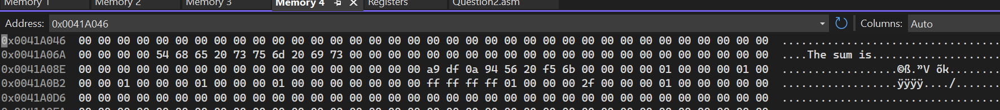 Memory 1 Memory 2 Memory 3 Memory 4 Registers Question2.asm
Address: 0x0041A046 Columns: Auto
0x0041A046 00 00 00 00 00 00 00 00 00 00 00 00 00 00 00 00 00 00 00 00 00 00 00 00 00 00 00 00 00 00 00 00 00 00 00 00 ....................................
0x0041A06A 00 00 00 00 54 68 65 20 73 75 6d 20 69 73 00 00 00 00 00 00 00 00 00 00 00 00 00 00 00 00 00 00 00 00 00 00 ....The sum is......................
0x0041A08E 00 00 00 00 00 00 00 00 00 00 00 00 00 00 00 00 00 00 a9 df 0a 94 56 20 f5 6b 00 00 00 00 01 00 00 00 01 00 ..................©ß.”V õk..........
0x0041A0B2 00 00 01 00 00 00 01 00 00 00 01 00 00 00 00 00 00 00 ff ff ff ff 01 00 00 00 2f 00 00 00 01 00 00 00 00 00 ..................ÿÿÿÿ..../.........
0x0041A0D6 00 00 00 00 00 00 00 00 00 00 00 00 00 00 00 00 00 00 00 00 00 00 00 00 00 00 00 00 00 00 00 00 00 00 00 00 ....................................